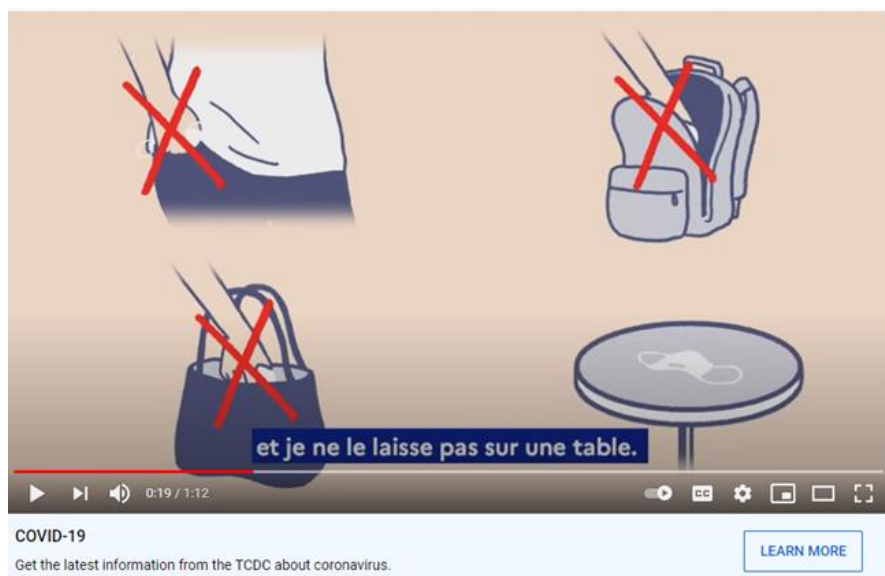 et je ne le laisse pas sur une table.
0:19 / 1:12
CC
COVID-19
Get the latest information from the TCDC about coronavirus.
LEARN MORE